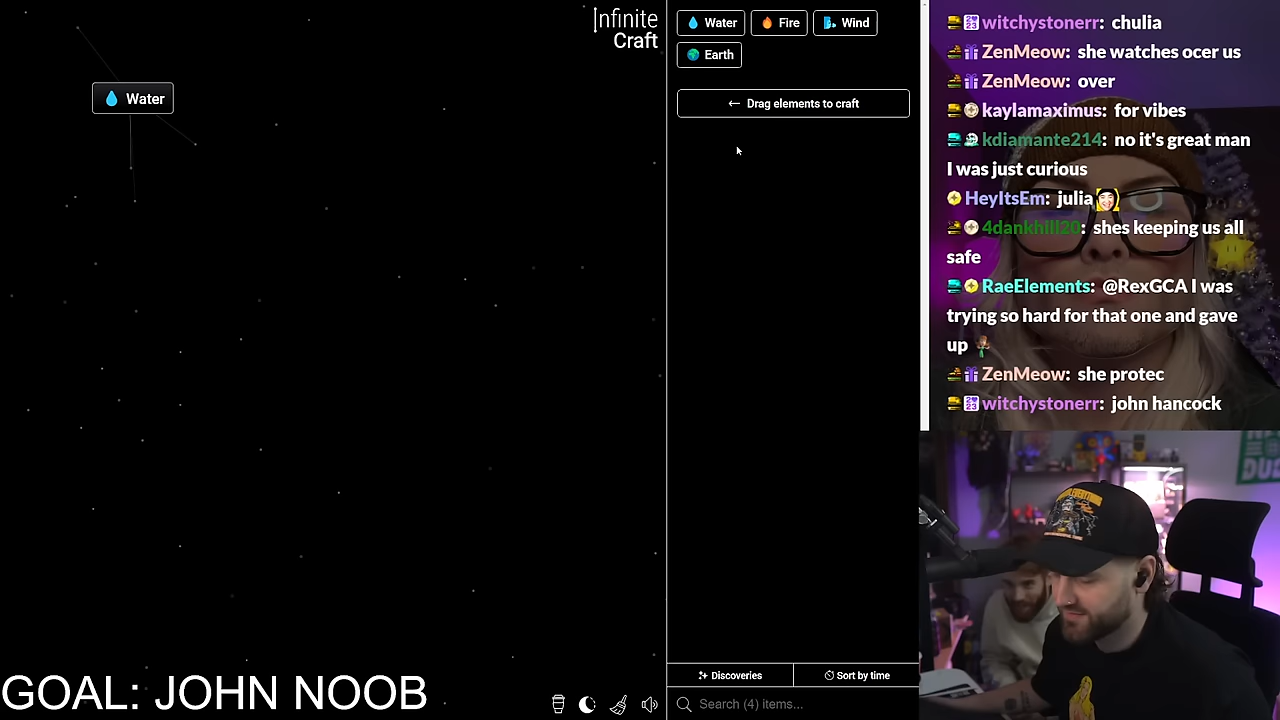 Infinite
Craft
Water
Water
Fire
Wind
Earth
← Drag elements to craft
Discoveries
Sort by time
Search (4) items...
GOAL: JOHN NOOB
witchystonerr: chulia
ZenMeow: she watches ocer us
ZenMeow: over
kaylamaximus: for vibes
kdiamante214: no it's great man
I was just curious
HeyItsEm: julia
4dankhill20: shes keeping us all
safe
RaeElements: @RexGCA I was
trying so hard for that one and gave
up
ZenMeow: she protec
witchystonerr: john hancock